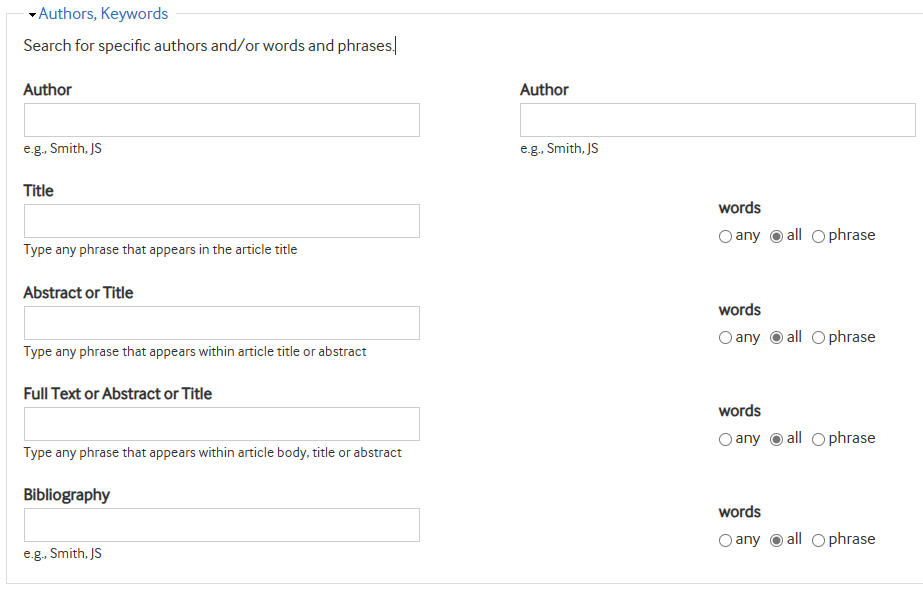 Authors, Keywords
Search for specific authors and/or words and phrases.
Author
Author
e.g., Smith, JS
e.g., Smith, JS
Title
words
any all phrase
Type any phrase that appears in the article title
Abstract or Title
words
any all phrase
Type any phrase that appears within article title or abstract
Full Text or Abstract or Title
words
any all phrase
Type any phrase that appears within article body, title or abstract
Bibliography
words
any all phrase
e.g., Smith, JS